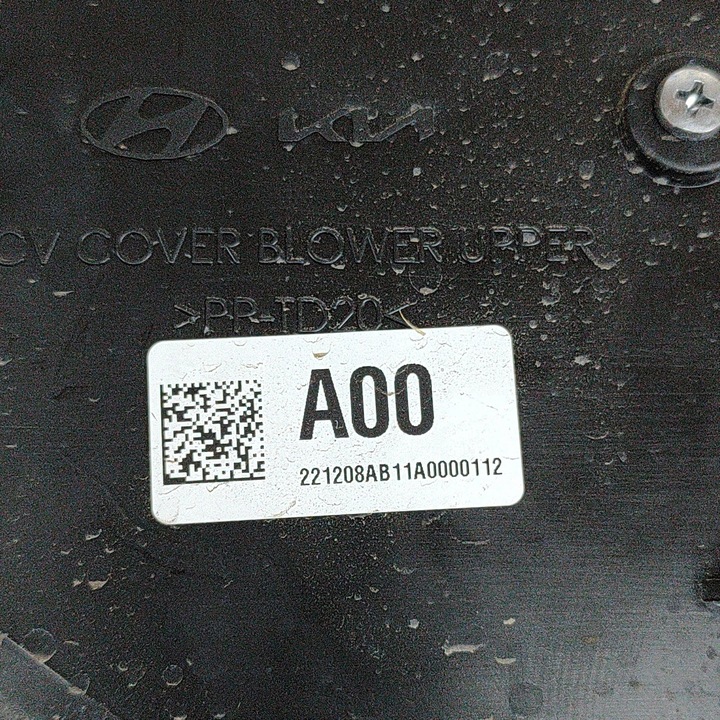 KIA
CV COVER BLOWER UPPER
>PP-TD20<
A00
221208AB11A0000112